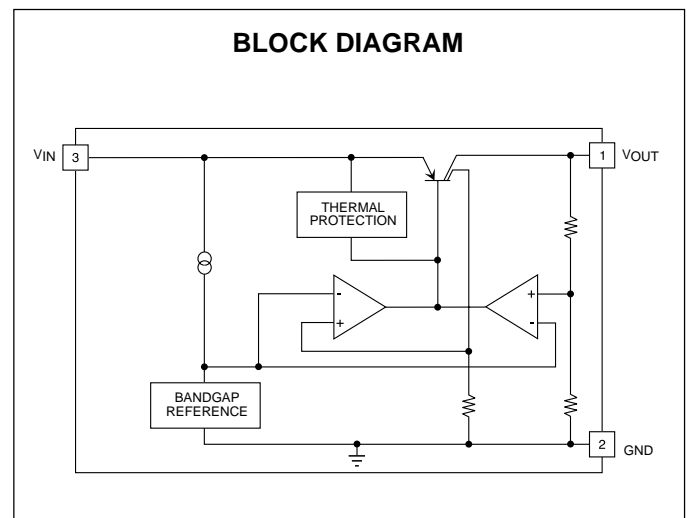 BLOCK DIAGRAM
VIN 3
1 VOUT
THERMAL
PROTECTION
-
+
+
-
BANDGAP
REFERENCE
2 GND